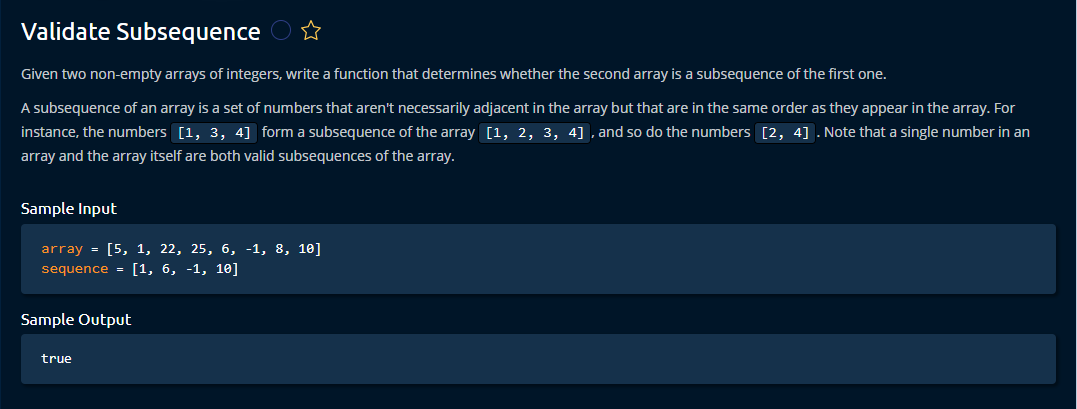 Validate Subsequence
Given two non-empty arrays of integers, write a function that determines whether the second array is a subsequence of the first one.
A subsequence of an array is a set of numbers that aren't necessarily adjacent in the array but that are in the same order as they appear in the array. For
instance, the numbers [1, 3, 4] form a subsequence of the array [1, 2, 3, 4], and so do the numbers [2, 4]. Note that a single number in an
array and the array itself are both valid subsequences of the array.
Sample Input
array = [5, 1, 22, 25, 6, -1, 8, 10]
sequence = [1, 6, -1, 10]
Sample Output
true